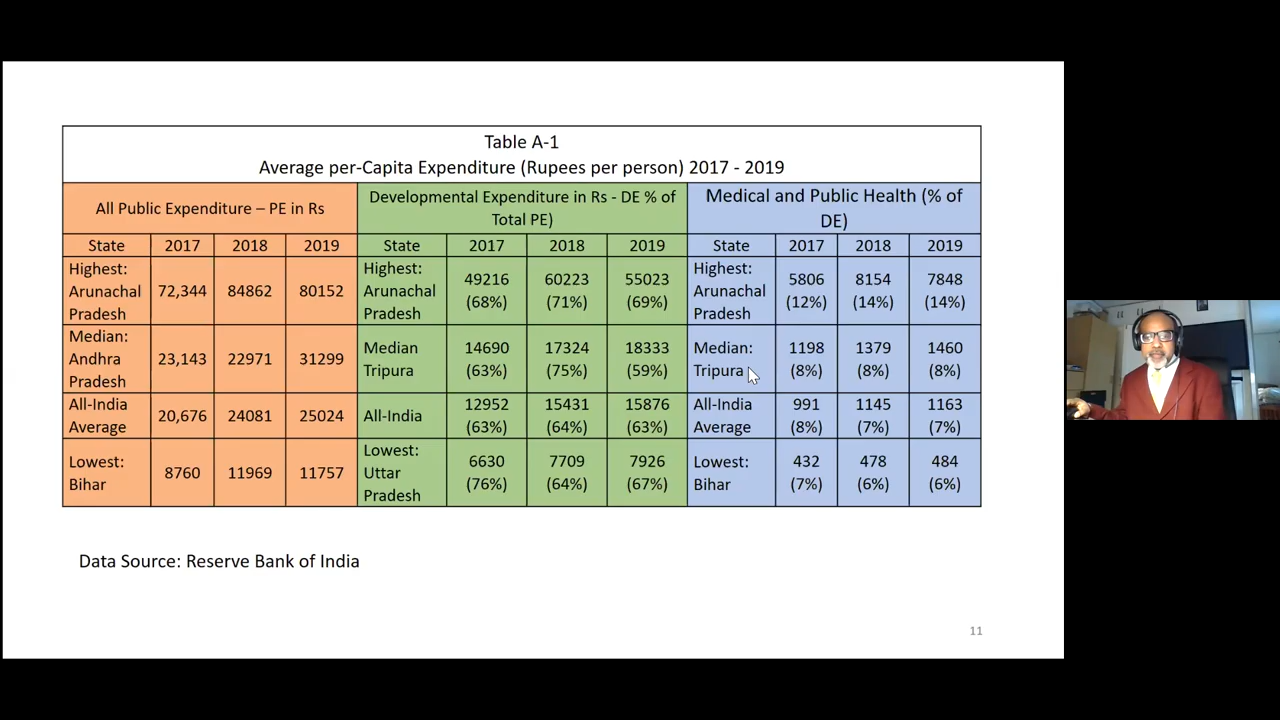 Table A-1
Average per-Capita Expenditure (Rupees per person) 2017 - 2019
All Public Expenditure – PE in Rs
Developmental Expenditure in Rs - DE % of
Total PE)
Medical and Public Health (% of
DE)
State 2017 2018 2019 State 2017 2018 2019 State 2017 2018 2019
Highest:
Arunachal
Pradesh
72,344 84862 80152
Highest:
Arunachal
Pradesh
49216 60223 55023
(68%) (71%) (69%)
Highest:
Arunachal
Pradesh
5806 8154 7848
(12%) (14%) (14%)
Median:
Andhra
Pradesh
23,143 22971 31299
Median
Tripura
14690 17324 18333
(63%) (75%) (59%)
Median:
Tripura
1198 1379 1460
(8%) (8%) (8%)
All-India
Average
20,676 24081 25024
All-India
12952 15431 15876
(63%) (64%) (63%)
All-India
Average
991 1145 1163
(8%) (7%) (7%)
Lowest:
Bihar
8760 11969 11757
Lowest:
Uttar
Pradesh
6630 7709 7926
(76%) (64%) (67%)
Lowest:
Bihar
432 478 484
(7%) (6%) (6%)
Data Source: Reserve Bank of India
11